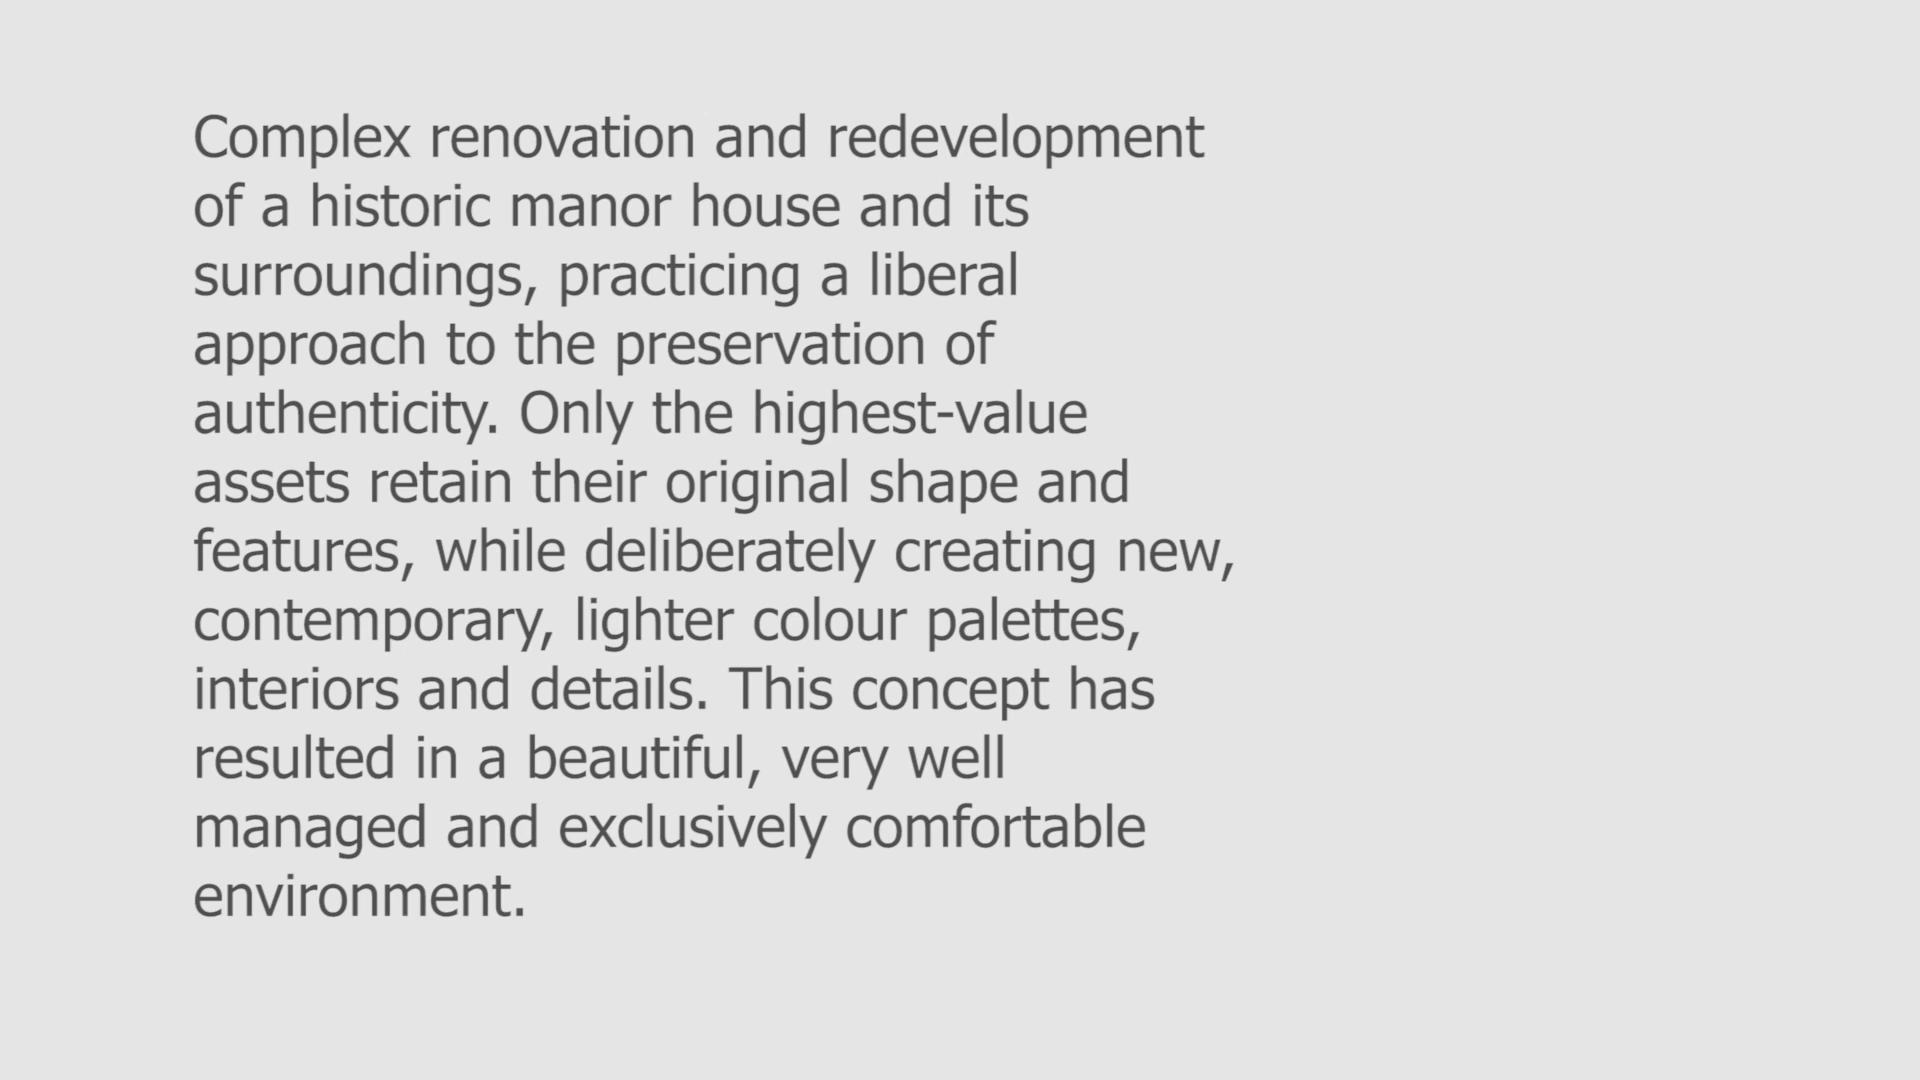 Complex renovation and redevelopment
of a historic manor house and its
surroundings, practicing a liberal
approach to the preservation of
authenticity. Only the highest-value
assets retain their original shape and
features, while deliberately creating new,
contemporary, lighter colour palettes,
interiors and details. This concept has
resulted in a beautiful, very well
managed and exclusively comfortable
environment.